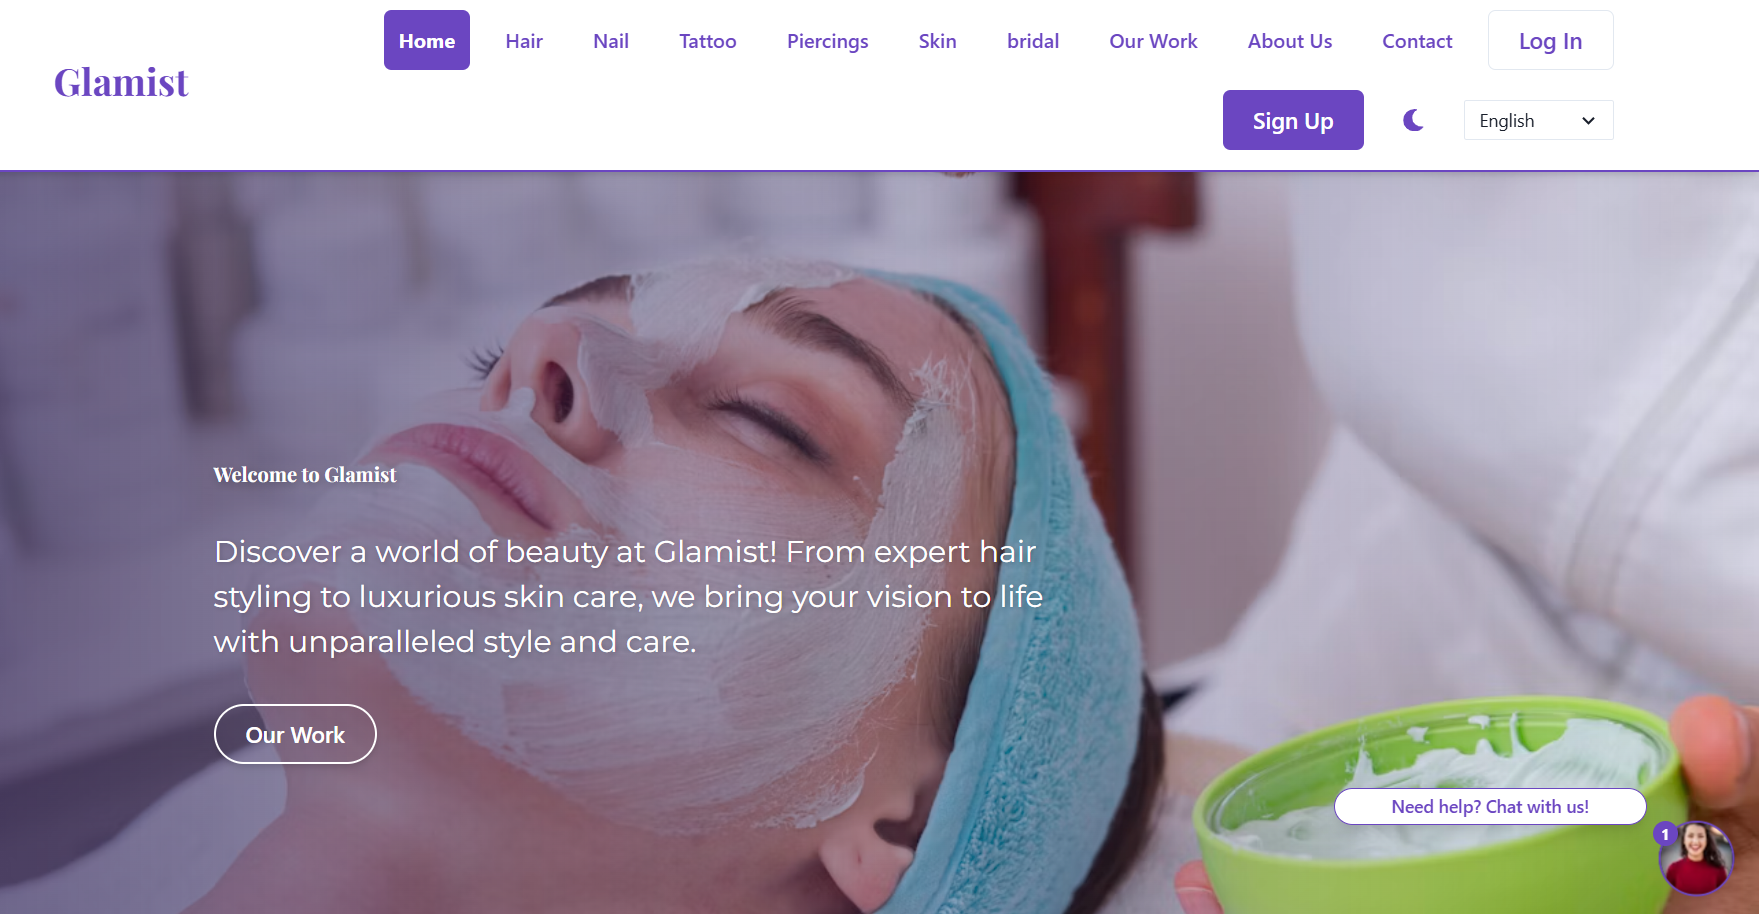 Glamist
Home
Hair
Nail
Tattoo
Piercings
Skin
bridal
Our Work
About Us
Contact
Log In
Sign Up
English
Welcome to Glamist
Discover a world of beauty at Glamist! From expert hair
styling to luxurious skin care, we bring your vision to life
with unparalleled style and care.
Our Work
Need help? Chat with us!
1